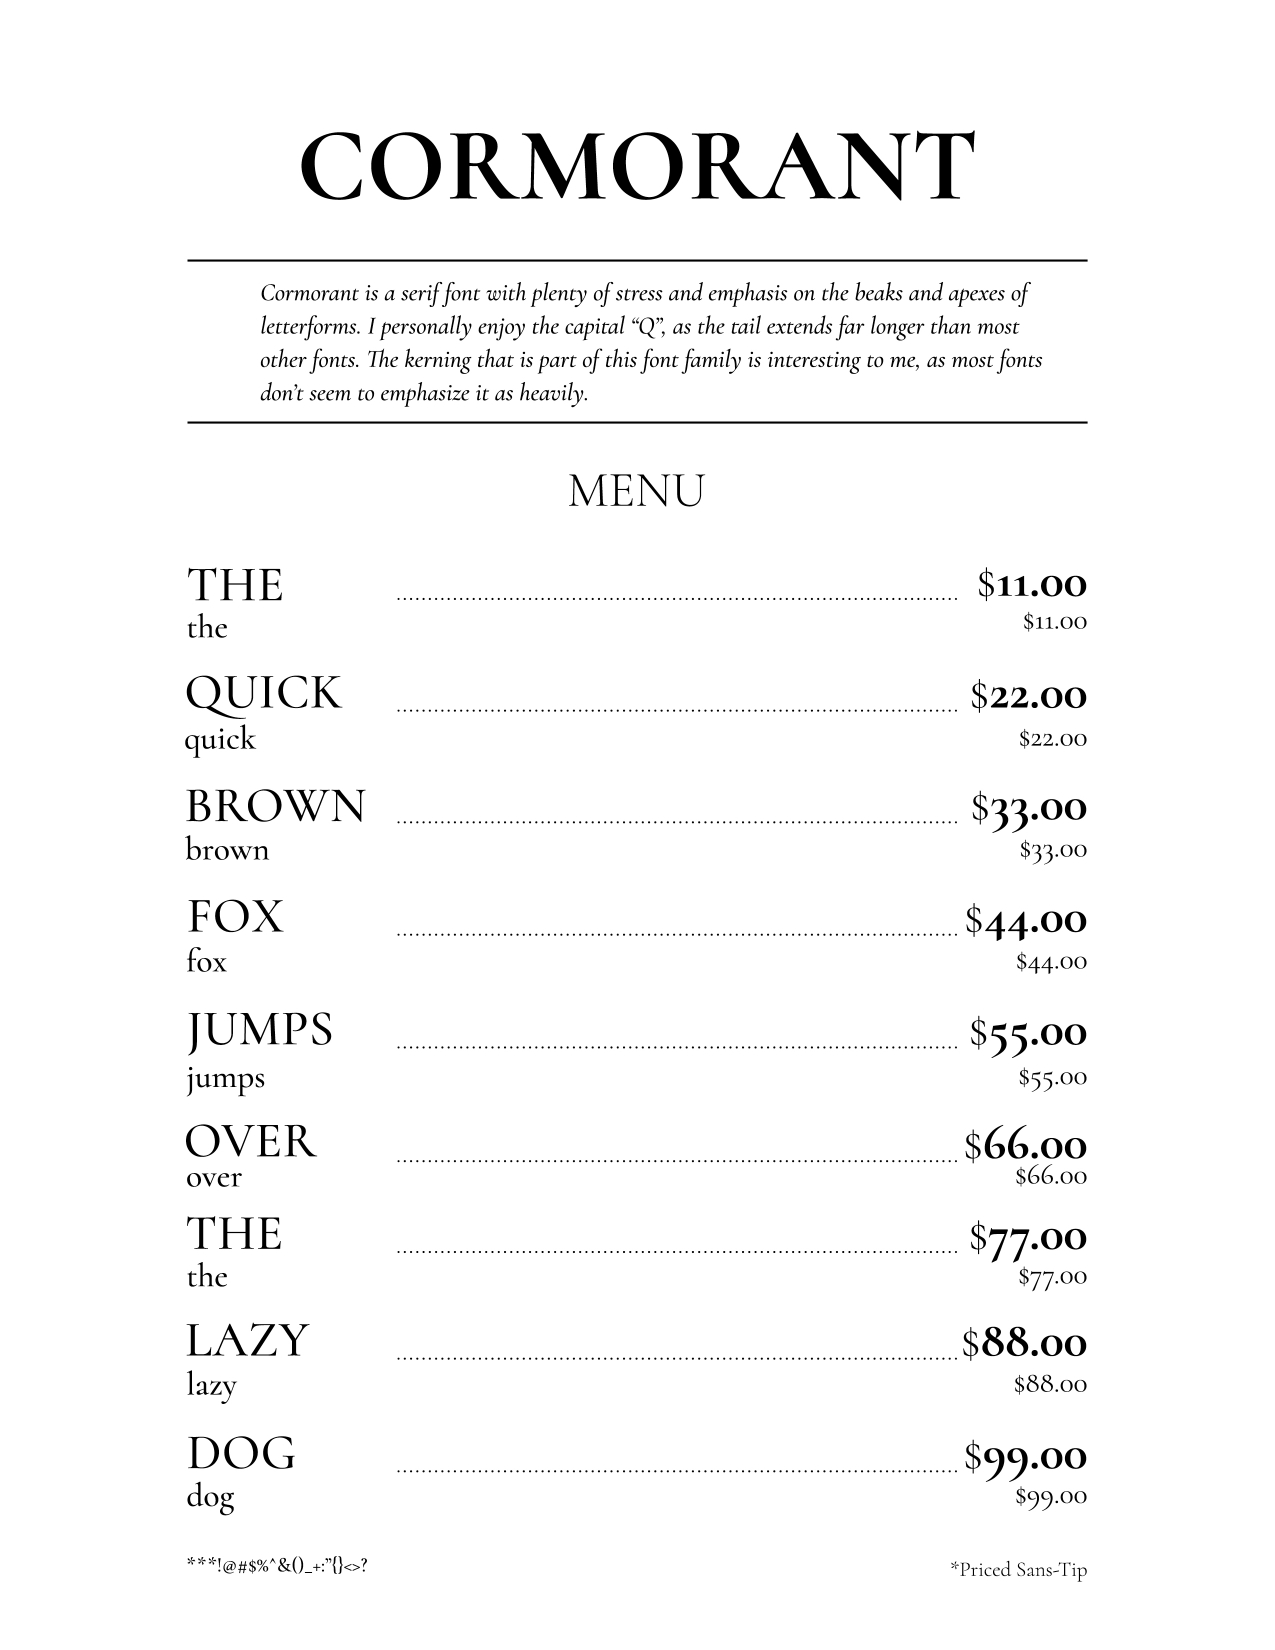 CORMORANT
Cormorant is a serif font with plenty of stress and emphasis on the beaks and apexes of
letterforms. I personally enjoy the capital “Q”, as the tail extends far longer than most
other fonts. The kerning that is part of this font family is interesting to me, as most fonts
don’t seem to emphasize it as heavily.
MENU
THE ........................................ $11.00
the $11.00
QUICK ........................................ $22.00
quick $22.00
BROWN ........................................ $33.00
brown $33.00
FOX ........................................ $44.00
fox $44.00
JUMPS ........................................ $55.00
jumps $55.00
OVER ........................................ $66.00
over $66.00
THE ........................................ $77.00
the $77.00
LAZY ........................................ $88.00
lazy $88.00
DOG ........................................ $99.00
dog $99.00
***!@#$%^&()_+:”{}<>? *Priced Sans-Tip